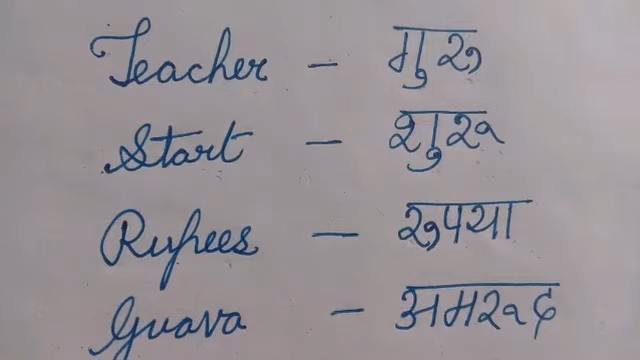 Teacher - गुरु
Start - शुरू
Rupees - रुपया
Guava - अमरूद